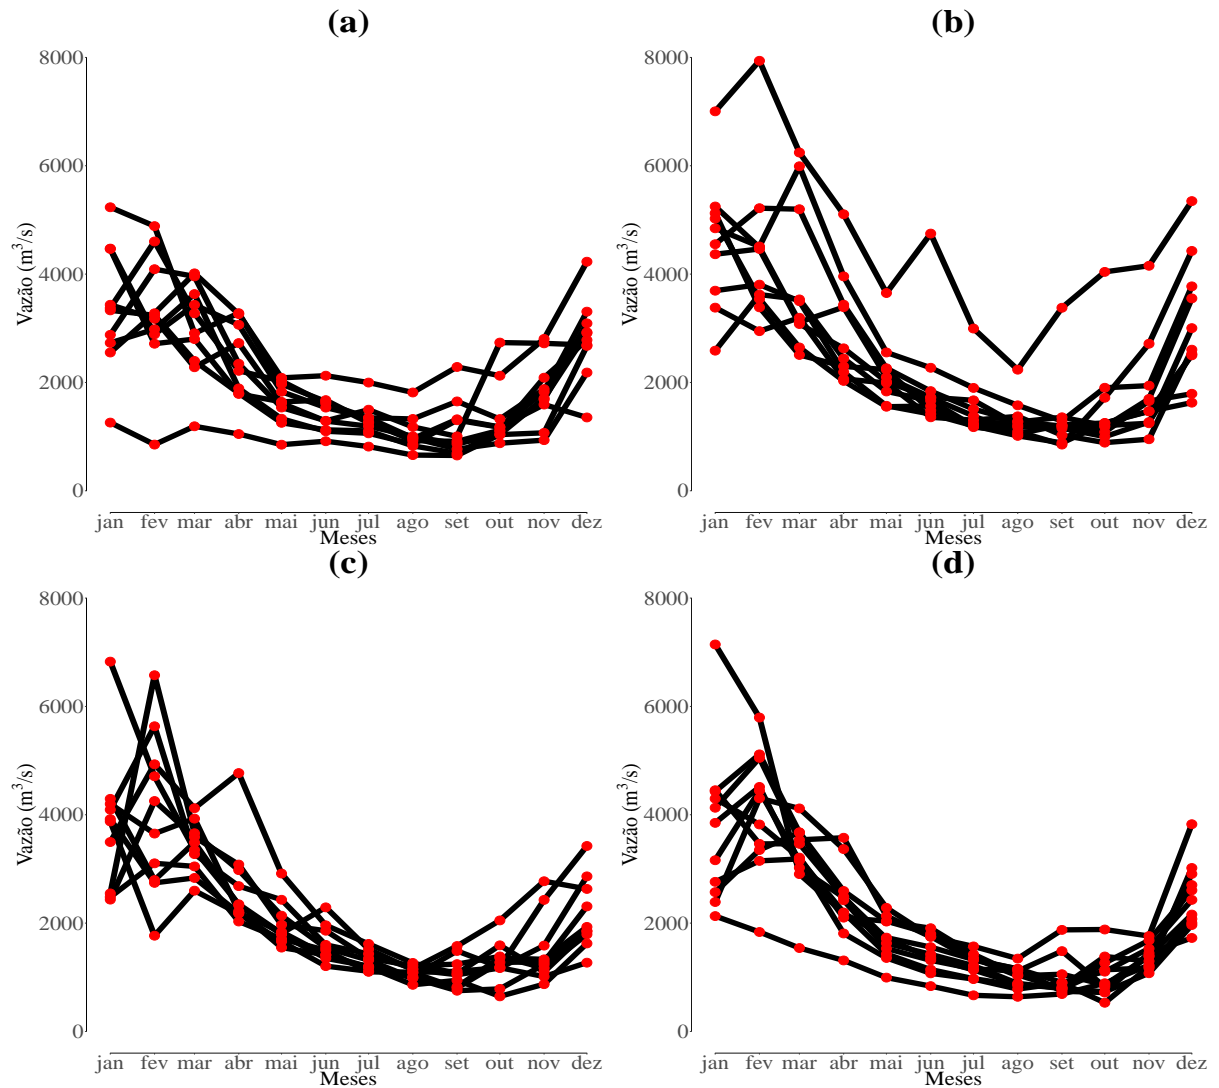 (a)
8000
6000
4000
2000
0
Vazão (m³/s)
jan fev mar abr mai jun jul ago set out nov dez
Meses
(b)
8000
6000
4000
2000
0
Vazão (m³/s)
jan fev mar abr mai jun jul ago set out nov dez
Meses
(c)
8000
6000
4000
2000
0
Vazão (m³/s)
jan fev mar abr mai jun jul ago set out nov dez
Meses
(d)
8000
6000
4000
2000
0
Vazão (m³/s)
jan fev mar abr mai jun jul ago set out nov dez
Meses